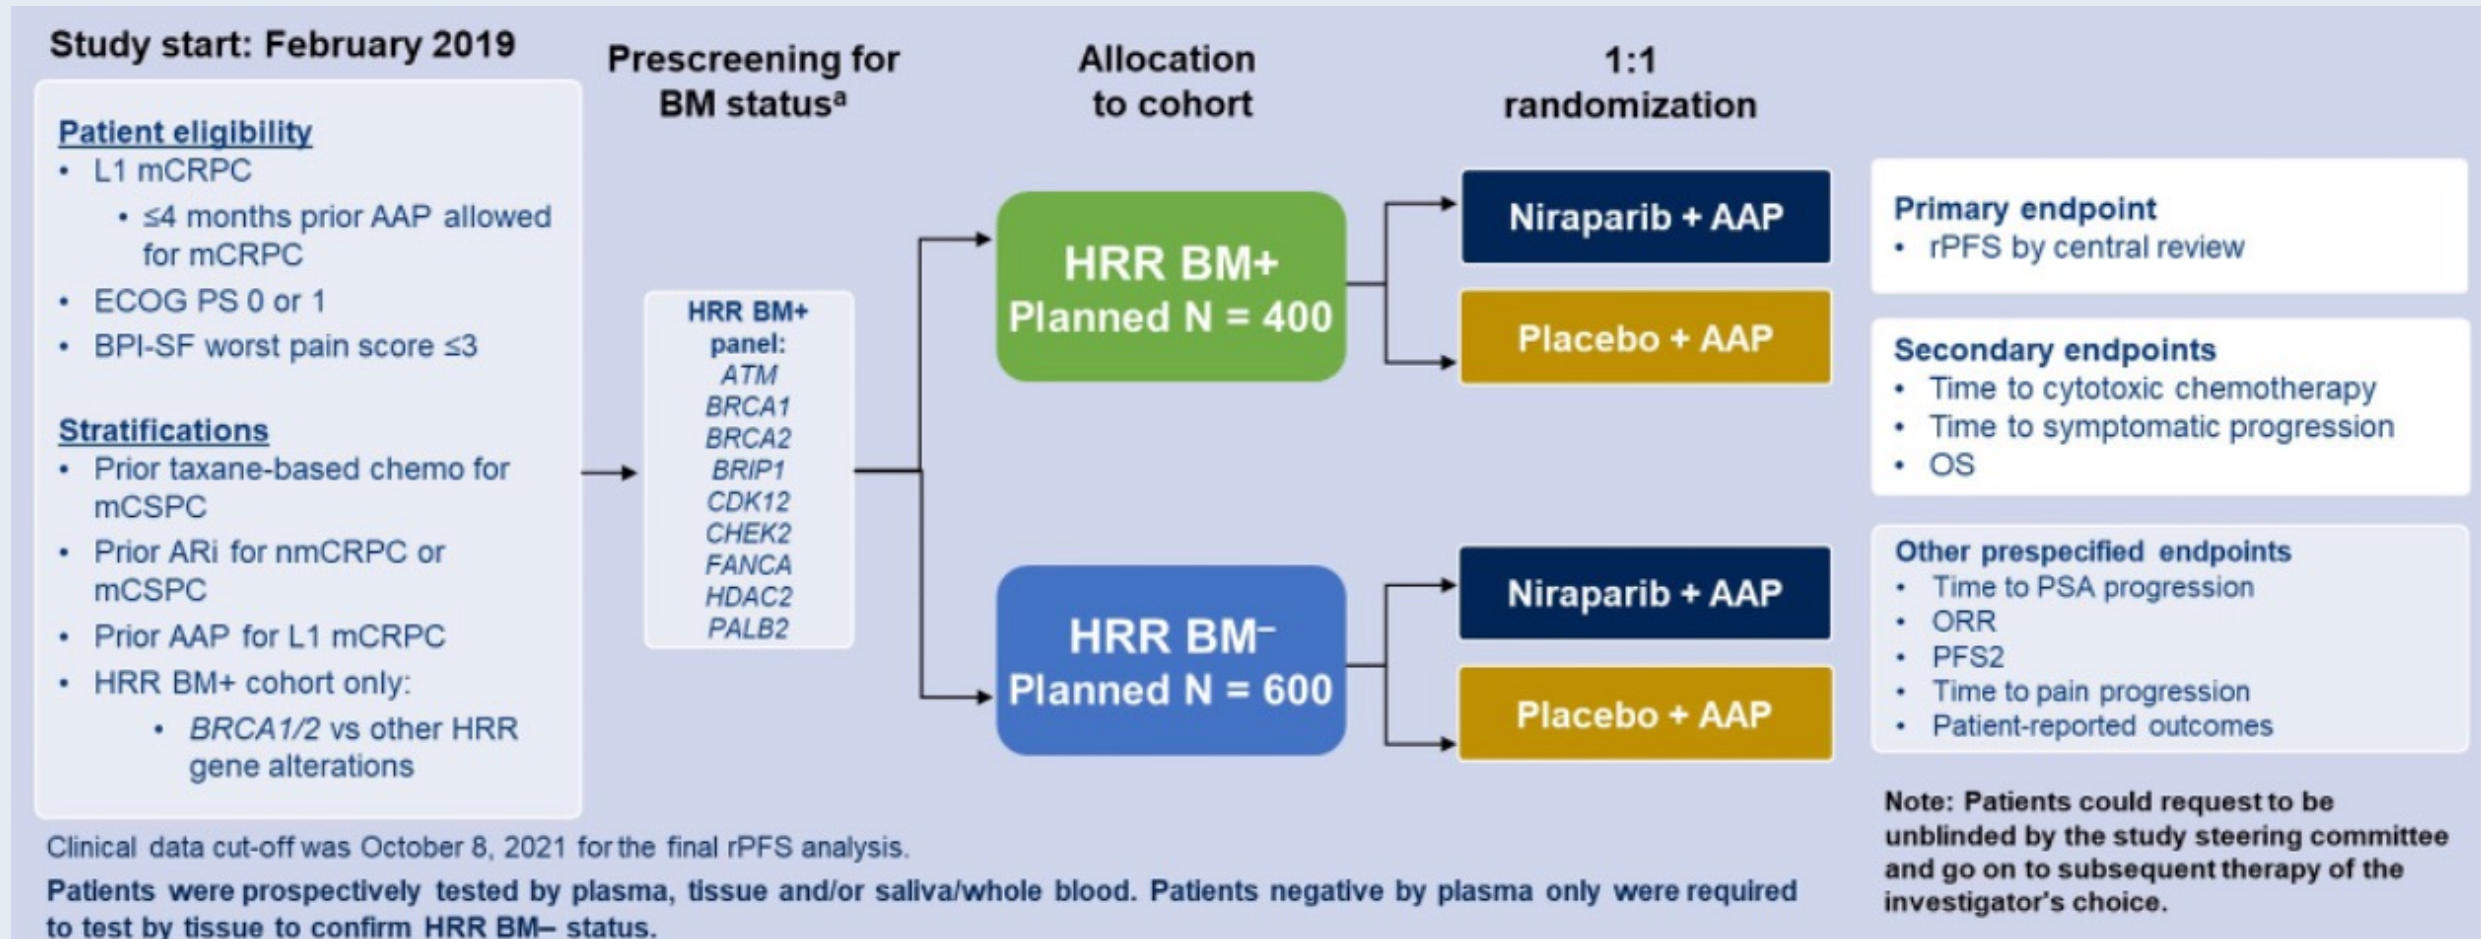 Study start: February 2019
Patient eligibility
• L1 mCRPC
• ≤4 months prior AAP allowed
for mCRPC
• ECOG PS 0 or 1
• BPI-SF worst pain score ≤3
Stratifications
• Prior taxane-based chemo for
mCSPC
• Prior ARi for nmCRPC or
mCSPC
• Prior AAP for L1 mCRPC
• HRR BM+ cohort only:
• BRCA1/2 vs other HRR
gene alterations
Prescreening for
BM statusᵃ
HRR BM+
panel:
ATM
BRCA1
BRCA2
BRIP1
CDK12
CHEK2
FANCA
HDAC2
PALB2
Allocation
to cohort
HRR BM+
Planned N = 400
HRR BM–
Planned N = 600
1:1
randomization
Niraparib + AAP
Placebo + AAP
Niraparib + AAP
Placebo + AAP
Primary endpoint
• rPFS by central review
Secondary endpoints
• Time to cytotoxic chemotherapy
• Time to symptomatic progression
• OS
Other prespecified endpoints
• Time to PSA progression
• ORR
• PFS2
• Time to pain progression
• Patient-reported outcomes
Note: Patients could request to be
unblinded by the study steering committee
and go on to subsequent therapy of the
investigator's choice.
Clinical data cut-off was October 8, 2021 for the final rPFS analysis.
Patients were prospectively tested by plasma, tissue and/or saliva/whole blood. Patients negative by plasma only were required
to test by tissue to confirm HRR BM– status.